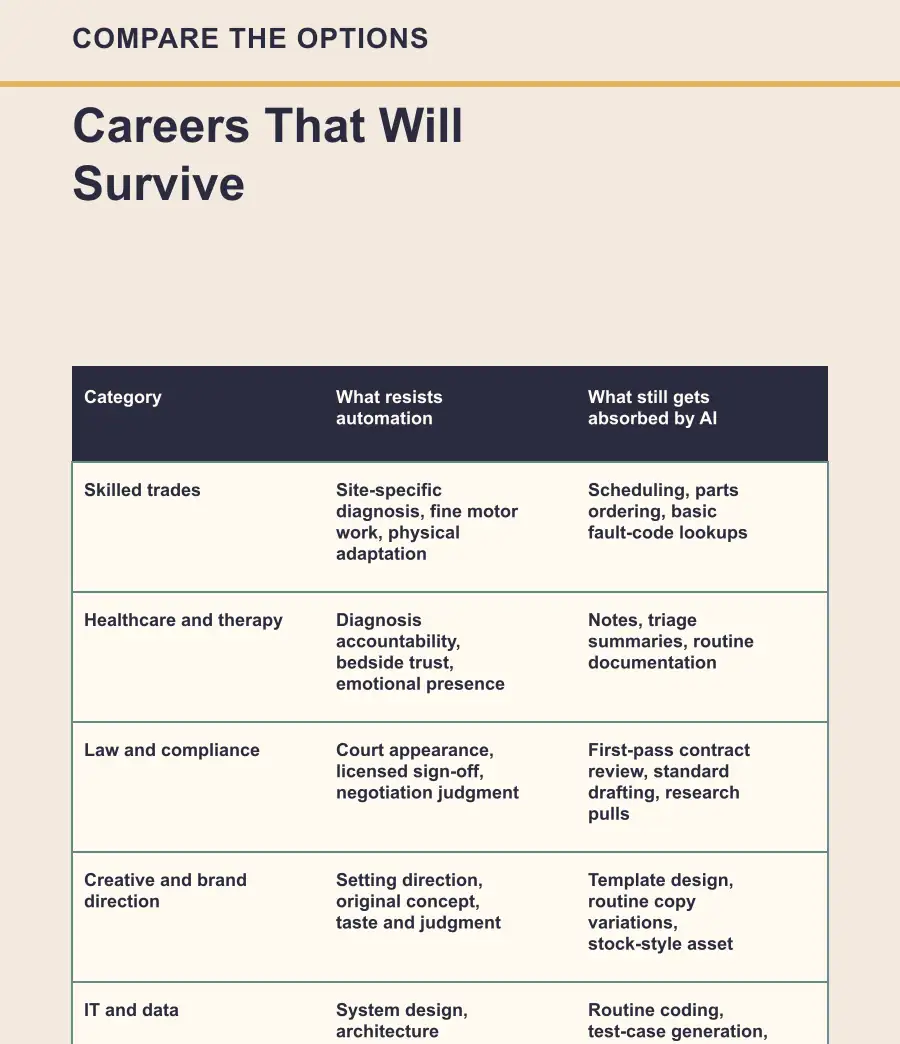 COMPARE THE OPTIONS
Careers That Will
Survive
Category
What resists
automation
What still gets
absorbed by AI
Skilled trades
Site-specific
diagnosis, fine motor
work, physical
adaptation
Scheduling, parts
ordering, basic
fault-code lookups
Healthcare and therapy
Diagnosis
accountability,
bedside trust,
emotional presence
Notes, triage
summaries, routine
documentation
Law and compliance
Court appearance,
licensed sign-off,
negotiation judgment
First-pass contract
review, standard
drafting, research
pulls
Creative and brand
direction
Setting direction,
original concept,
taste and judgment
Template design,
routine copy
variations,
stock-style asset
IT and data
System design,
architecture
Routine coding,
test-case generation,